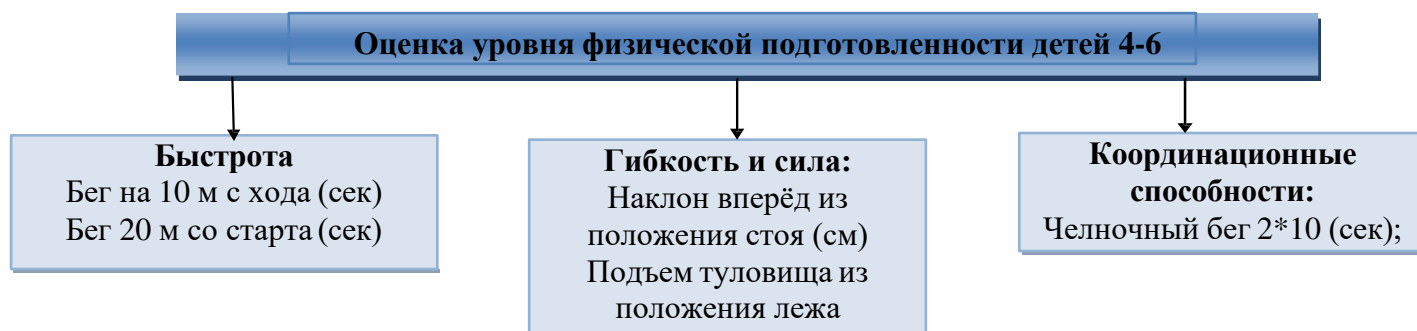 Оценка уровня физической подготовленности детей 4-6
Быстрота
Бег на 10 м с хода (сек)
Бег 20 м со старта (сек)
Гибкость и сила:
Наклон вперёд из
положения стоя (см)
Подъем туловища из
положения лежа
Координационные
способности:
Челночный бег 2*10 (сек);